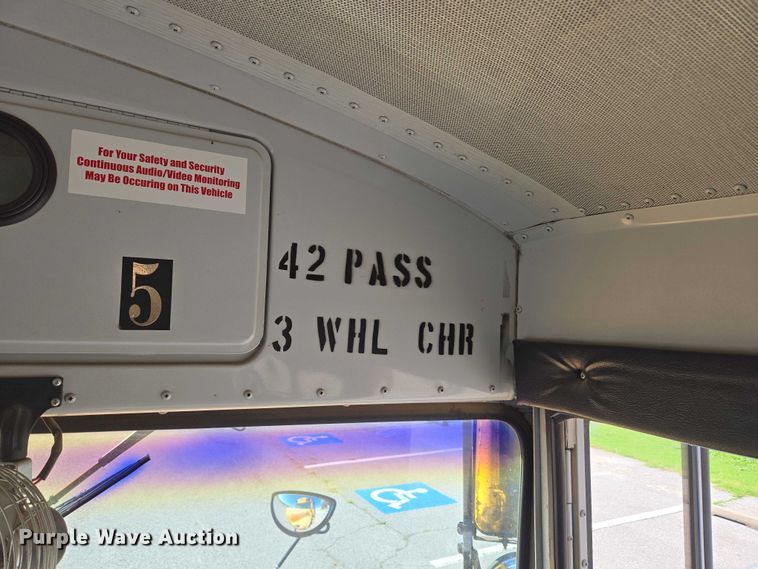 For Your Safety and Security
Continuous Audio/Video Monitoring
May Be Occuring on This Vehicle
5
42 PASS
3 WHL CHR
Purple Wave Auction